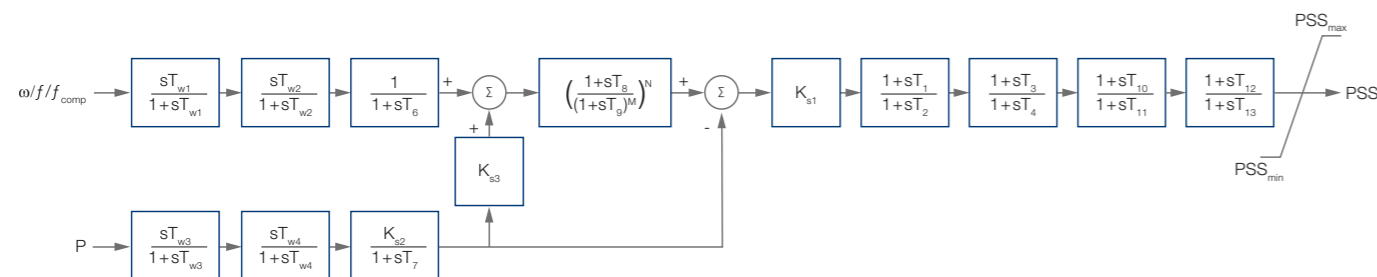 PSSmax
ω/f/fcomp
sTw1
1+sTw1
sTw2
1+sTw2
1
1+sT6
+
Σ
(1+sT8
(1+sT9)M)N
+
Σ
Ks1
1+sT1
1+sT2
1+sT3
1+sT4
1+sT10
1+sT11
1+sT12
1+sT13
PSS
+
-
Ks3
PSSmin
P
sTw3
1+sTw3
sTw4
1+sTw4
Ks2
1+sT7